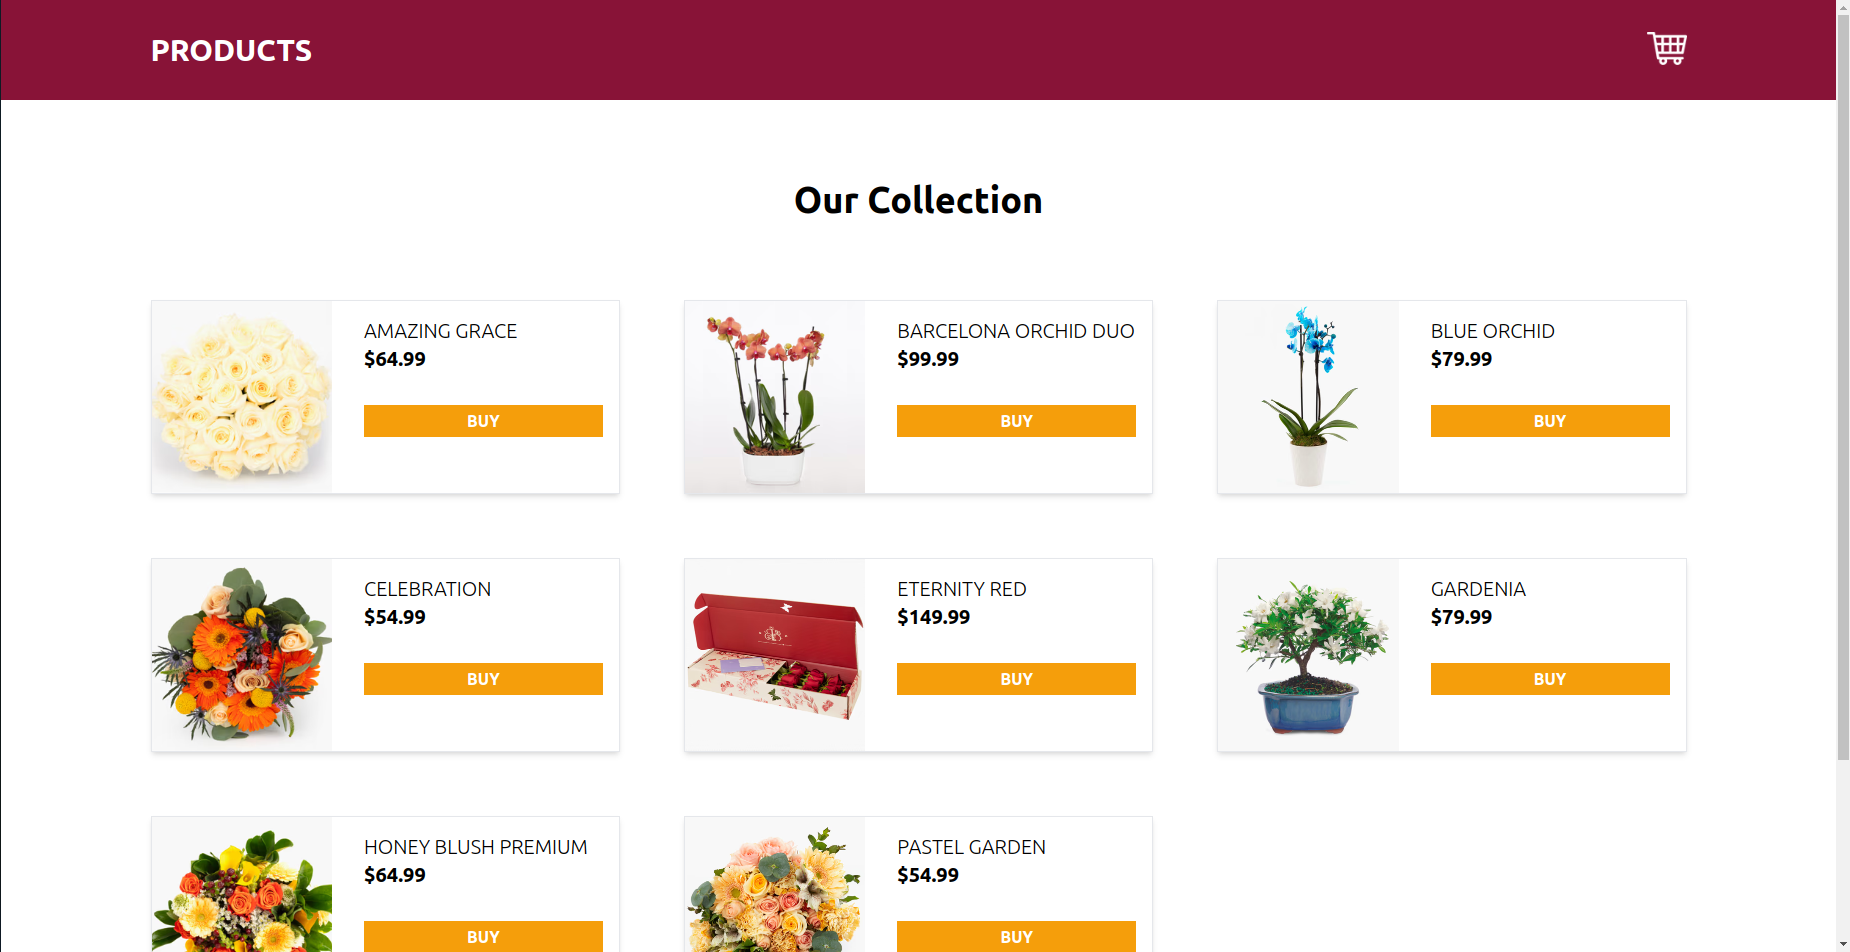 PRODUCTS
Our Collection
AMAZING GRACE
$64.99
BUY
BARCELONA ORCHID DUO
$99.99
BUY
BLUE ORCHID
$79.99
BUY
CELEBRATION
$54.99
BUY
ETERNITY RED
$149.99
BUY
GARDENIA
$79.99
BUY
HONEY BLUSH PREMIUM
$64.99
BUY
PASTEL GARDEN
$54.99
BUY